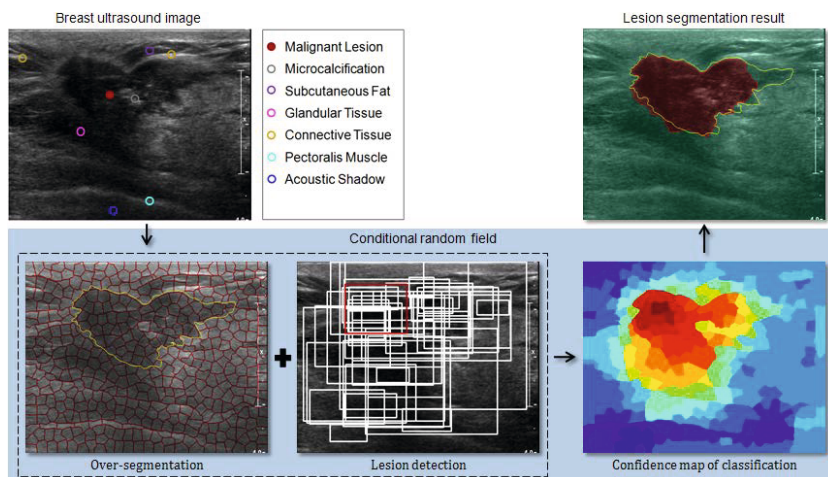 Breast ultrasound image
Lesion segmentation result
Malignant Lesion
Microcalcification
Subcutaneous Fat
Glandular Tissue
Connective Tissue
Pectoralis Muscle
Acoustic Shadow
Conditional random field
Over-segmentation
Lesion detection
Confidence map of classification